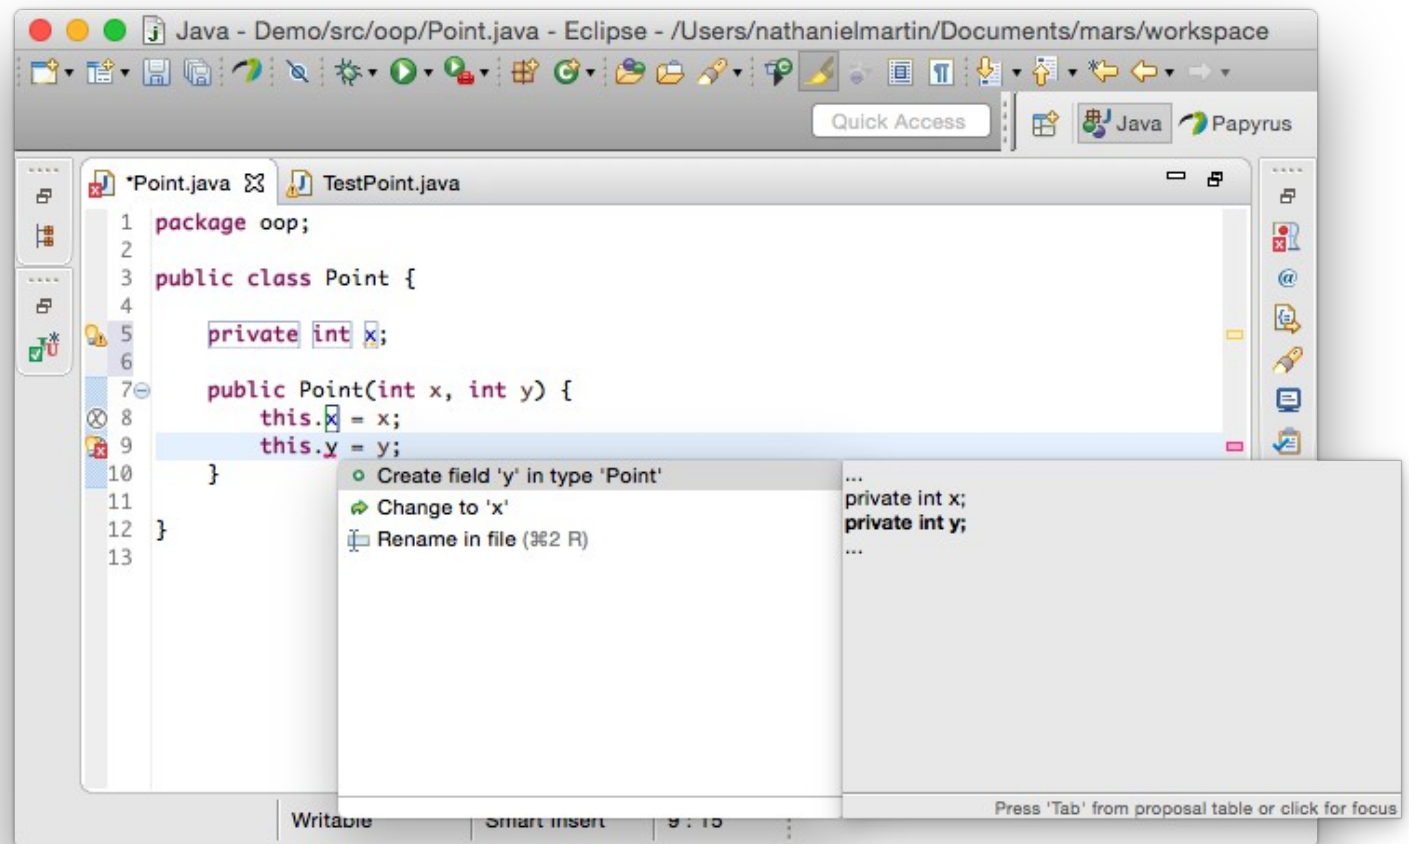 Java - Demo/src/oop/Point.java - Eclipse - /Users/nathanielmartin/Documents/mars/workspace
Quick Access
Java
Papyrus
*Point.java
TestPoint.java
1 package oop;
2
3 public class Point {
4
5 private int x;
6
7 public Point(int x, int y) {
8 this.x = x;
9 this.y = y;
10 }
11
12 }
13
Create field 'y' in type 'Point'
Change to 'x'
Rename in file (⌘2 R)
...
private int x;
private int y;
...
Press 'Tab' from proposal table or click for focus
Writable
Smart Insert
9 : 15